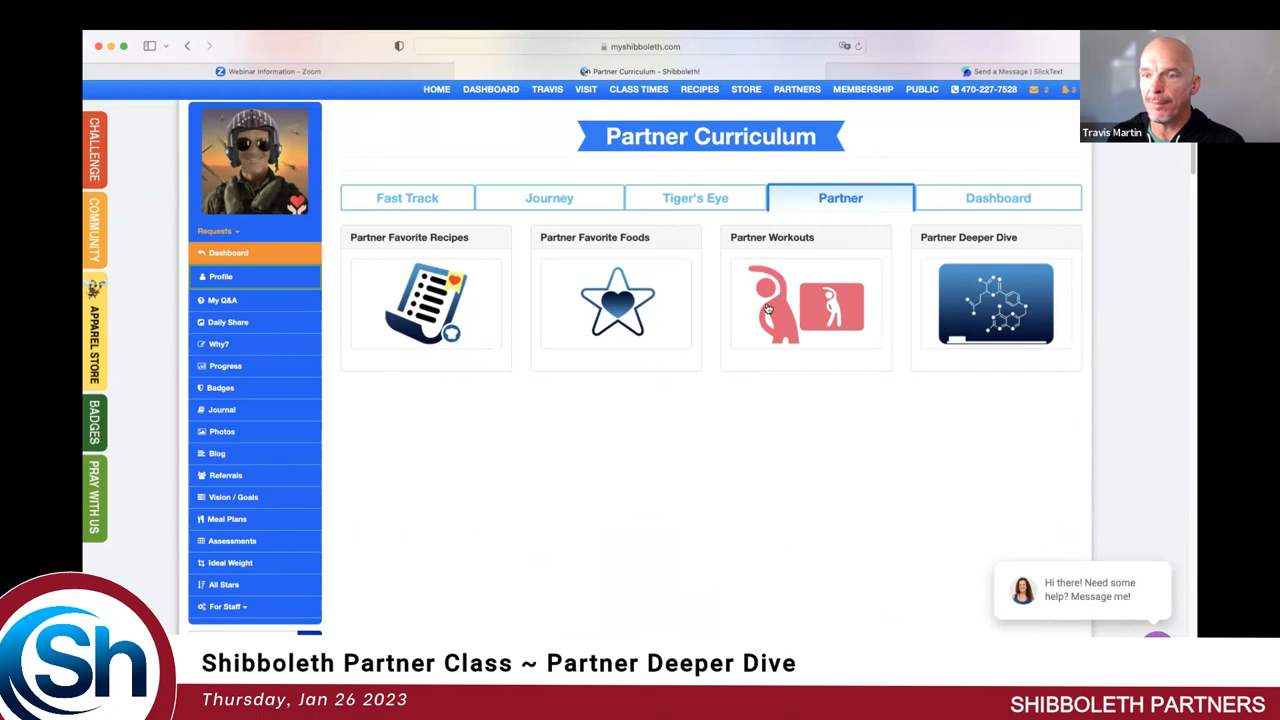 myshibboleth.com
Webinar Information - Zoom
Partner Curriculum - Shibboleth!
Send a Message | SlickText
HOME DASHBOARD TRAVIS VISIT CLASS TIMES RECIPES STORE PARTNERS MEMBERSHIP PUBLIC 470-227-7528 2 3
Travis Martin
CHALLENGE
COMMUNITY
APPAREL STORE
BADGES
PRAY WITH US
Requests
Dashboard
Profile
My Q&A
Daily Share
Why?
Progress
Badges
Journal
Photos
Blog
Referrals
Vision / Goals
Meal Plans
Assessments
Ideal Weight
All Stars
For Staff
Partner Curriculum
Fast Track Journey Tiger's Eye Partner Dashboard
Partner Favorite Recipes
Partner Favorite Foods
Partner Workouts
Partner Deeper Dive
Hi there! Need some
help? Message me!
Sh
Shibboleth Partner Class ~ Partner Deeper Dive
Thursday, Jan 26 2023
SHIBBOLETH PARTNERS